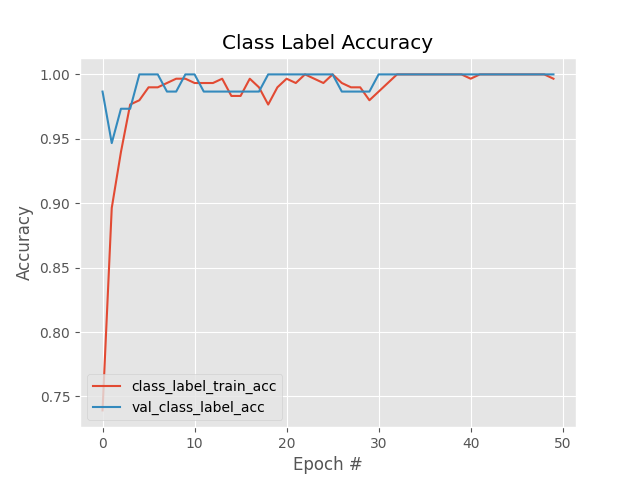 Class Label Accuracy
1.00
0.95
0.90
0.85
0.80
0.75
Accuracy
class_label_train_acc
val_class_label_acc
0 10 20 30 40 50
Epoch #